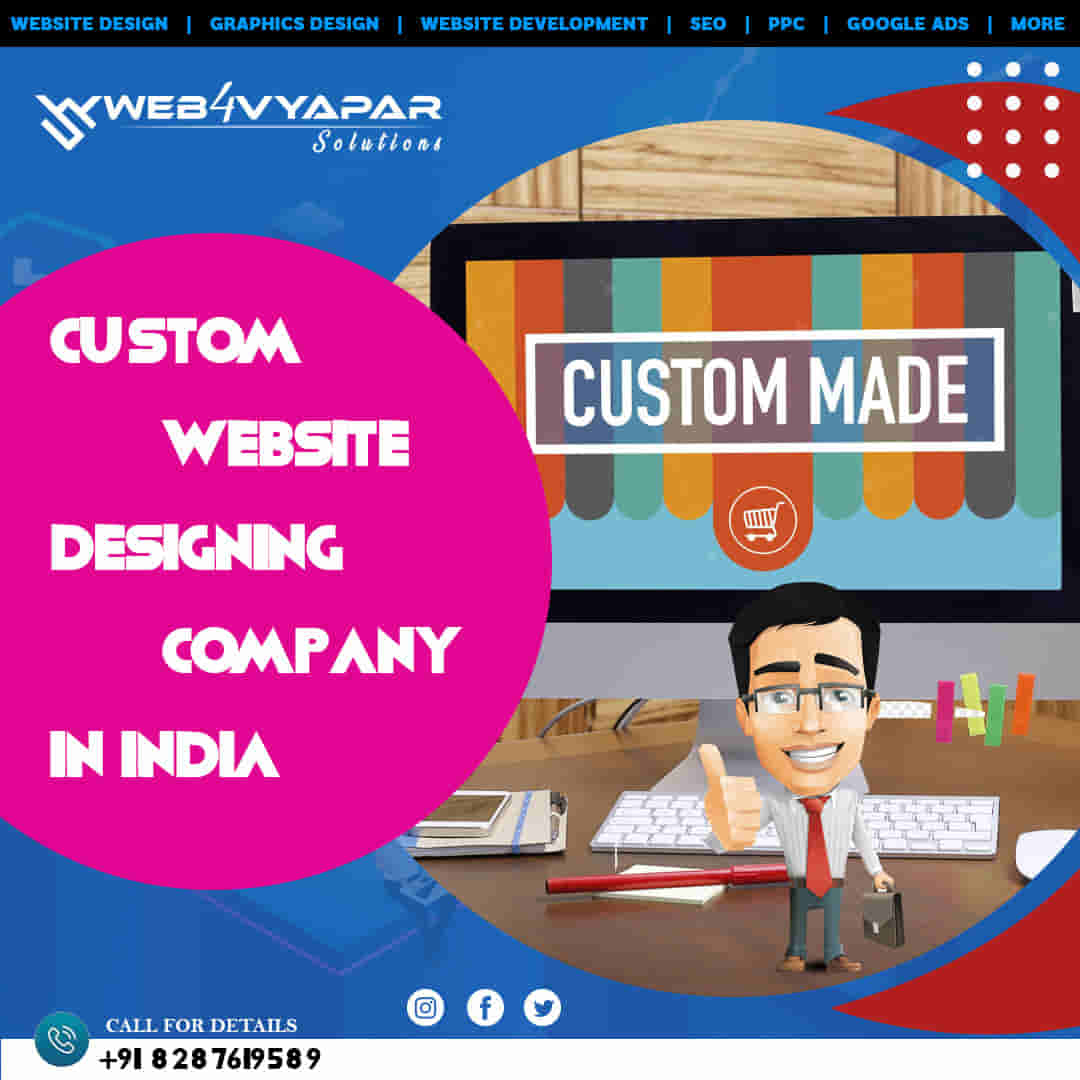 WEBSITE DESIGN | GRAPHICS DESIGN | WEBSITE DEVELOPMENT | SEO | PPC | GOOGLE ADS | MORE
WEB4VYAPAR
Solutions
CUSTOM
WEBSITE
DESIGNING
COMPANY
IN INDIA
CUSTOM MADE
CALL FOR DETAILS
+91 8287619589